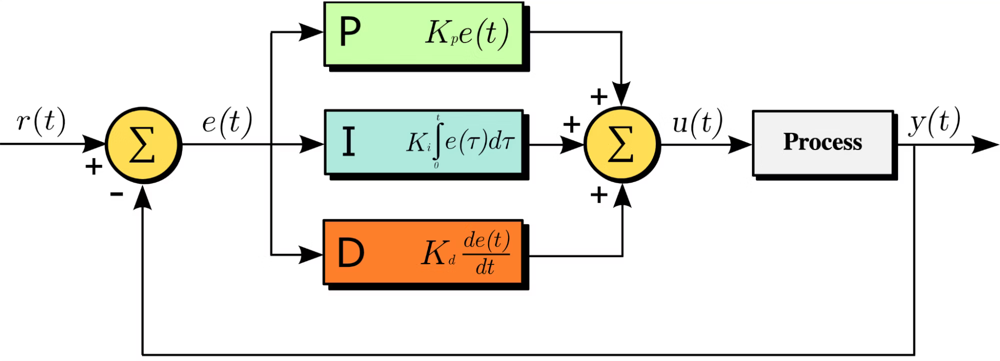 P K_p e(t)
+
r(t)
Σ
e(t)
+
-
I K_i ∫_0^t e(τ)dτ
+
Σ
u(t)
Process
y(t)
+
D K_d de(t)/dt